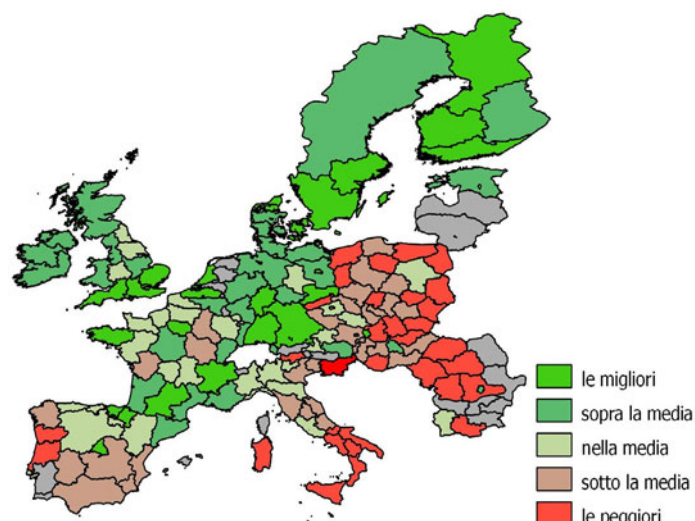 le migliori
sopra la media
nella media
sotto la media
le peggiori